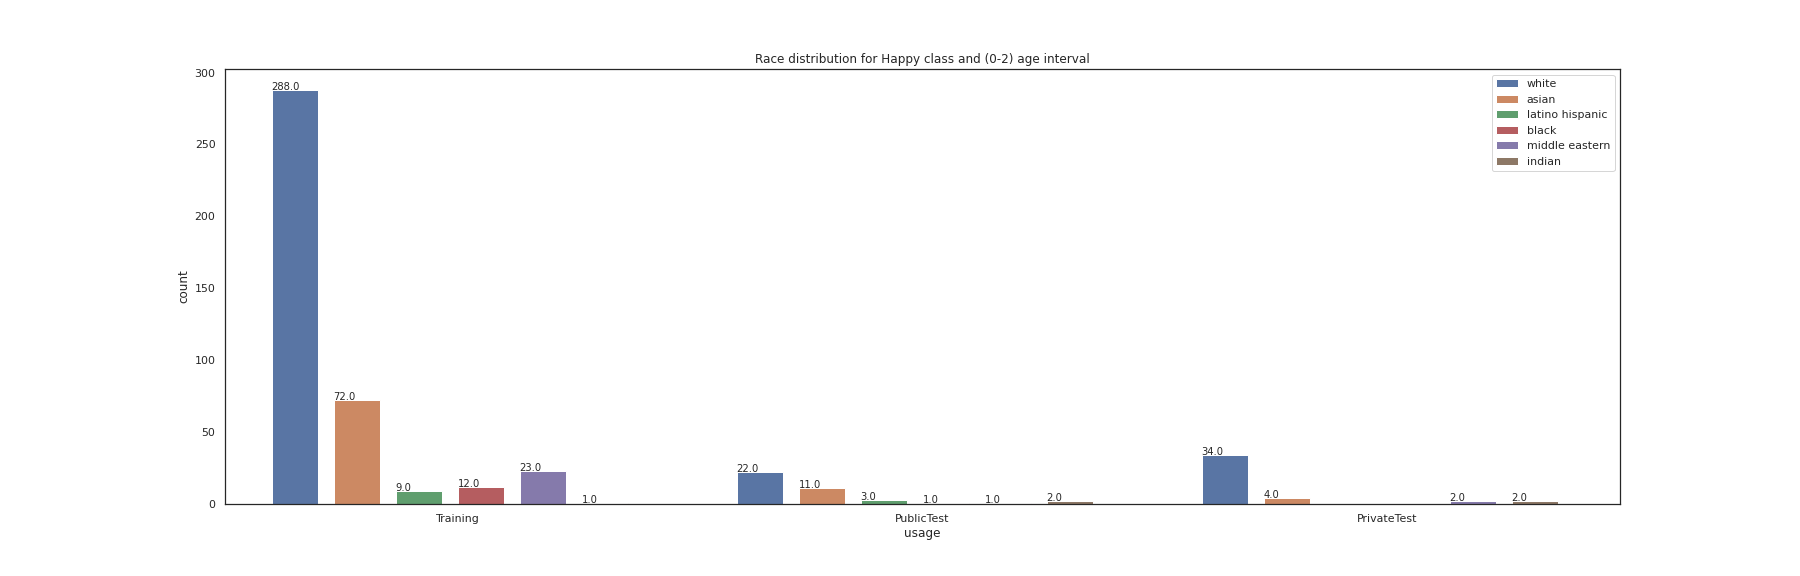 Race distribution for Happy class and (0-2) age interval
300
250
200
150
100
50
0
count
288.0
72.0
9.0
12.0
23.0
1.0
22.0
11.0
3.0
1.0
1.0
2.0
34.0
4.0
2.0
2.0
white
asian
latino hispanic
black
middle eastern
indian
Training
PublicTest
PrivateTest
usage